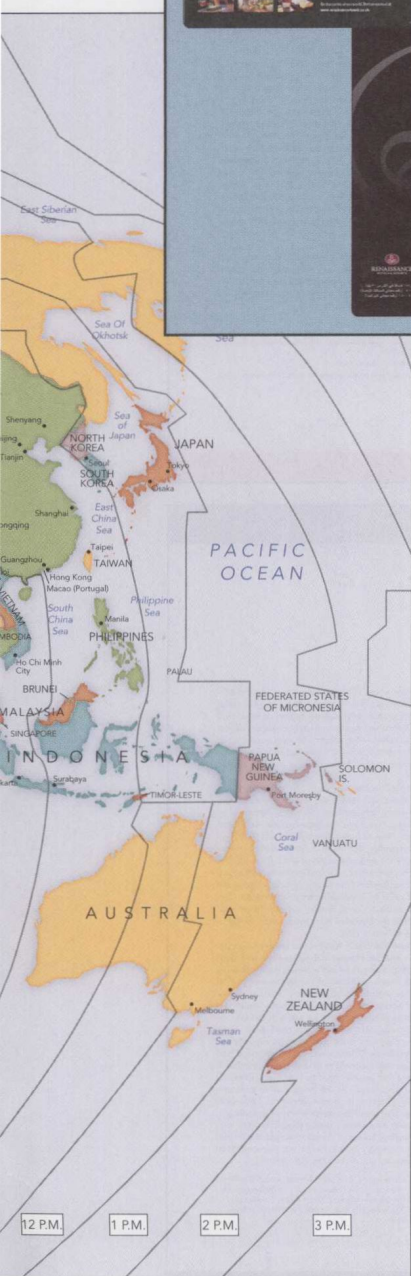 East Siberian
Sea
Sea Of
Okhotsk
Sea
RENAISSANCE
Shenyang
Tianjin
NORTH
KOREA
Seoul
SOUTH
KOREA
Sea
of
Japan
JAPAN
Tokyo
Osaka
Shanghai
East
China
Sea
Taipei
TAIWAN
Guangzhou
Hong Kong
Macao (Portugal)
PACIFIC
OCEAN
South
China
Sea
Philippine
Sea
Manila
PHILIPPINES
Ho Chi Minh
City
PALAU
BRUNEI
MALAYSIA
SINGAPORE
FEDERATED STATES
OF MICRONESIA
INDONESIA
Surabaya
TIMOR-LESTE
PAPUA
NEW
GUINEA
Port Moresby
SOLOMON
IS.
Coral
Sea
VANUATU
AUSTRALIA
Sydney
Melbourne
Tasman
Sea
NEW
ZEALAND
Wellington
12 P.M.
1 P.M.
2 P.M.
3 P.M.